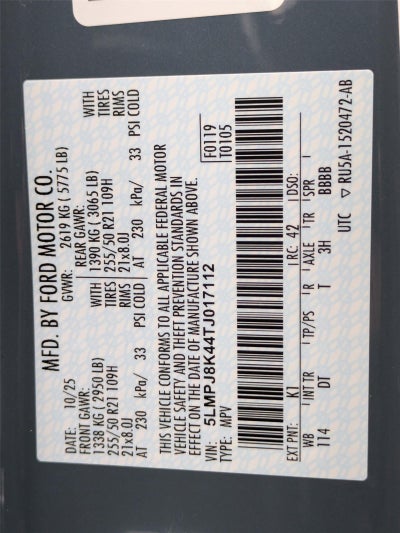 MFD. BY FORD MOTOR CO.
DATE: 10/25 GVWR: 2619 KG ( 5775 LB)
FRONT GAWR: REAR GAWR:
1338 KG ( 2950 LB) WITH 1390 KG ( 3065 LB) WITH
255/50 R21 109H TIRES 255/50 R21 109H TIRES
21x8.0J RIMS 21x8.0J RIMS
AT 230 kPa/ 33 PSI COLD AT 230 kPa/ 33 PSI COLD
THIS VEHICLE CONFORMS TO ALL APPLICABLE FEDERAL MOTOR
VEHICLE SAFETY AND THEFT PREVENTION STANDARDS IN
EFFECT ON THE DATE OF MANUFACTURE SHOWN ABOVE.
VIN: 5LMPJ8K44TJ017112 F0119
TYPE: MPV T0105
EXT PNT: K1 RC: 42 DSO:
WB INT TR TP/PS R AXLE TR SPR
114 DT 3H BBBB
UTC ▽ RU5A-1520472-AB